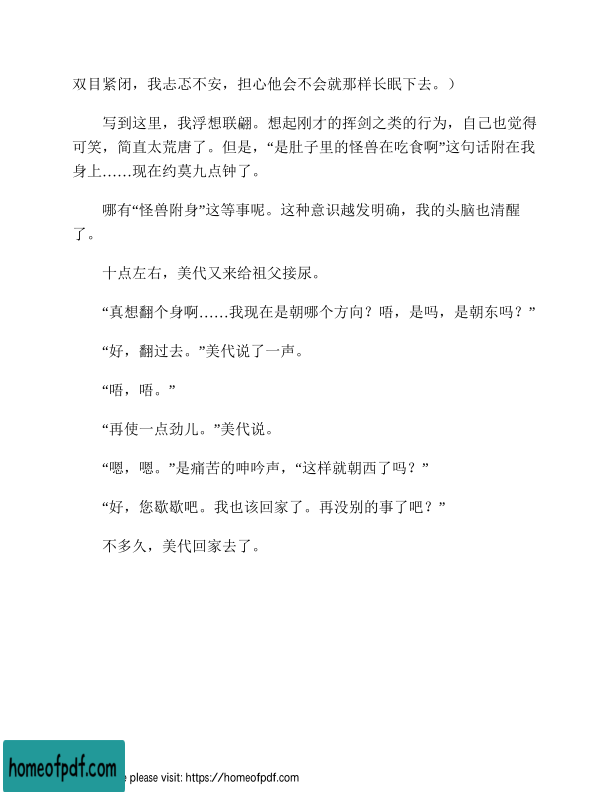 双目紧闭，我忐忑不安，担心他会不会就那样长眠下去。）
写到这里，我浮想联翩。想起刚才的挥剑之类的行为，自己也觉得
可笑，简直太荒唐了。但是，“是肚子里的怪兽在吃食啊”这句话附在我
身上……现在约莫九点钟了。
哪有“怪兽附身”这等事呢。这种意识越发明确，我的头脑也清醒
了。
十点左右，美代又来给祖父接尿。
“真想翻个身啊……我现在是朝哪个方向？唔，是吗，是朝东吗？”
“好，翻过去。”美代说了一声。
“唔，唔。”
“再使一点劲儿。”美代说。
“嗯，嗯。”是痛苦的呻吟声，“这样就朝西了吗？”
“好，您歇歇吧。我也该回家了。再没别的事了吧？”
不多久，美代回家去了。
homeofpdf.com
e please visit: https://homeofpdf.com